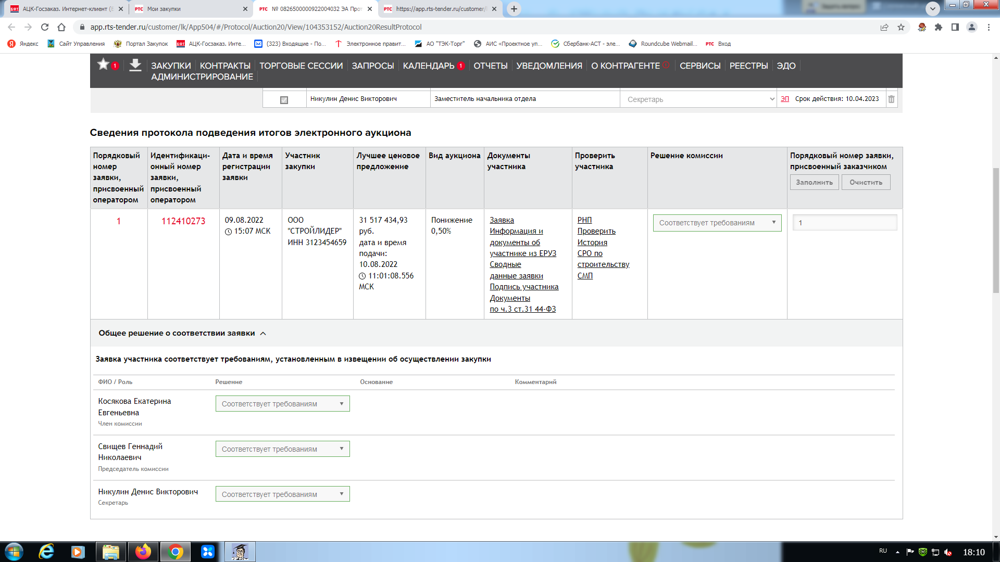 БФТ АЦК-Госзаказ. Интернет-клиент (Б
РТС Мои закупки
РТС № 0826500000922004032 ЭА Прот
РТС https://app.rts-tender.ru/customer/l
app.rts-tender.ru/customer/lk/App504/#/Protocol/Auction20/View/104353152/Auction20ResultProtocol
Яндекс Сайт Управления Портал Закупок АЦК-Госзаказ. Инте... (323) Входящие - По... Электронное правит... АО "ТЭК-Торг" АИС «Проектное уп... Сбербанк-АСТ - эле... Roundcube Webmail... РТС Вход
1 ЗАКУПКИ КОНТРАКТЫ ТОРГОВЫЕ СЕССИИ ЗАПРОСЫ КАЛЕНДАРЬ 1 ОТЧЕТЫ УВЕДОМЛЕНИЯ О КОНТРАГЕНТЕ СЕРВИСЫ РЕЕСТРЫ ЭДО
АДМИНИСТРИРОВАНИЕ
Никулин Денис Викторович Заместитель начальника отдела Секретарь ЭП Срок действия: 10.04.2023
Сведения протокола подведения итогов электронного аукциона
Порядковый номер заявки, присвоенный оператором
Идентификаци-онный номер заявки, присвоенный оператором
Дата и время регистрации заявки
Участник закупки
Лучшее ценовое предложение
Вид аукциона
Документы участника
Проверить участника
Решение комиссии
Порядковый номер заявки, присвоенный заказчиком
Заполнить Очистить
1
112410273
09.08.2022
15:07 МСК
ООО
"СТРОЙЛИДЕР"
ИНН 3123454659
31 517 434,93
руб.
дата и время
подачи:
10.08.2022
11:01:08.556
МСК
Понижение
0,50%
Заявка
Информация и
документы об
участнике из ЕРУЗ
Сводные
данные заявки
Подпись участника
Документы
по ч.3 ст.31 44-ФЗ
РНП
Проверить
История
СРО по
строительству
СМП
Соответствует требованиям
1
Общее решение о соответствии заявки
Заявка участника соответствует требованиям, установленным в извещении об осуществлении закупки
ФИО / Роль Решение Основание Комментарий
Косякова Екатерина
Евгеньевна
Член комиссии
Соответствует требованиям
Свищев Геннадий
Николаевич
Председатель комиссии
Соответствует требованиям
Никулин Денис Викторович
Секретарь
Соответствует требованиям
RU 18:10